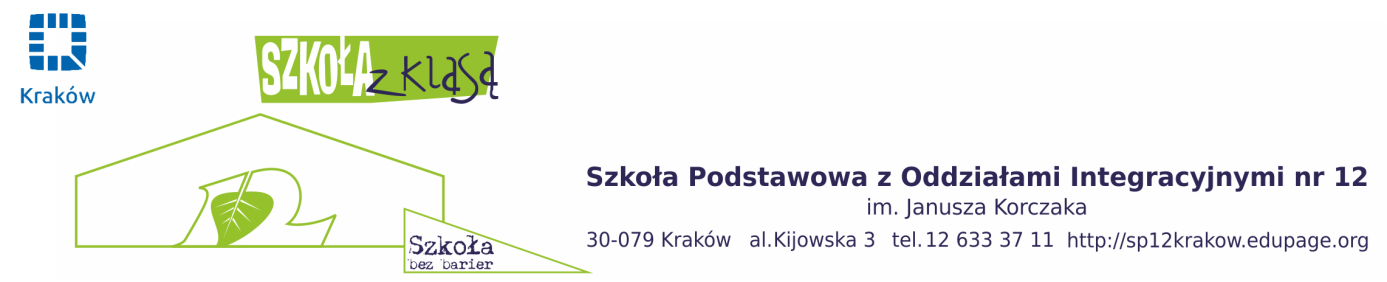 Kraków
SZKOŁA z klasą
12
Szkoła
bez barier
Szkoła Podstawowa z Oddziałami Integracyjnymi nr 12
im. Janusza Korczaka
30-079 Kraków al.Kijowska 3 tel. 12 633 37 11 http://sp12krakow.edupage.org